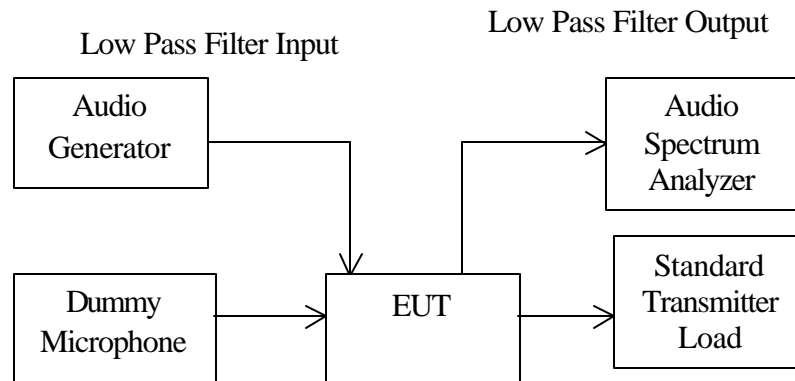 Low Pass Filter Input
Low Pass Filter Output
Audio
Generator
Audio
Spectrum
Analyzer
Dummy
Microphone
EUT
Standard
Transmitter
Load